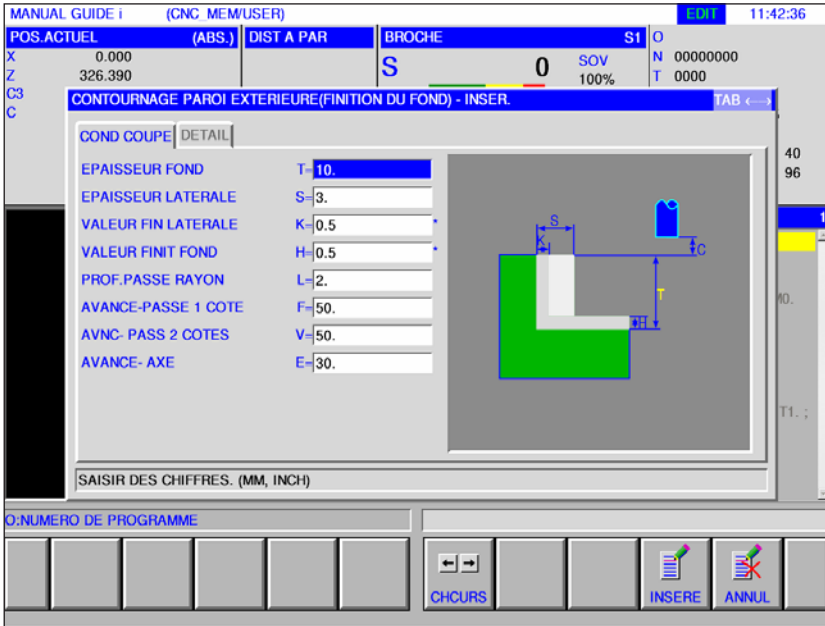 MANUAL GUIDE i (CNC_MEM/USER) EDIT 11:42:36
POS.ACTUEL (ABS.) DIST A PAR BROCHE S1 O
X 0.000 S 0 SOV N 00000000
Z 326.390 100% T 0000
C3
C
CONTOURNAGE PAROI EXTERIEURE(FINITION DU FOND) - INSER. TAB ←→
COND COUPE DETAIL
EPAISSEUR FOND T=10.
EPAISSEUR LATERALE S=3.
VALEUR FIN LATERALE K=0.5 *
VALEUR FINIT FOND H=0.5 *
PROF.PASSE RAYON L=2.
AVANCE-PASSE 1 COTE F=50.
AVNC- PASS 2 COTES V=50.
AVANCE- AXE E=30.
S
K
C
T
H
40
96
1
M0.
T1. ;
SAISIR DES CHIFFRES. (MM, INCH)
O:NUMERO DE PROGRAMME
CHCURS INSERE ANNUL